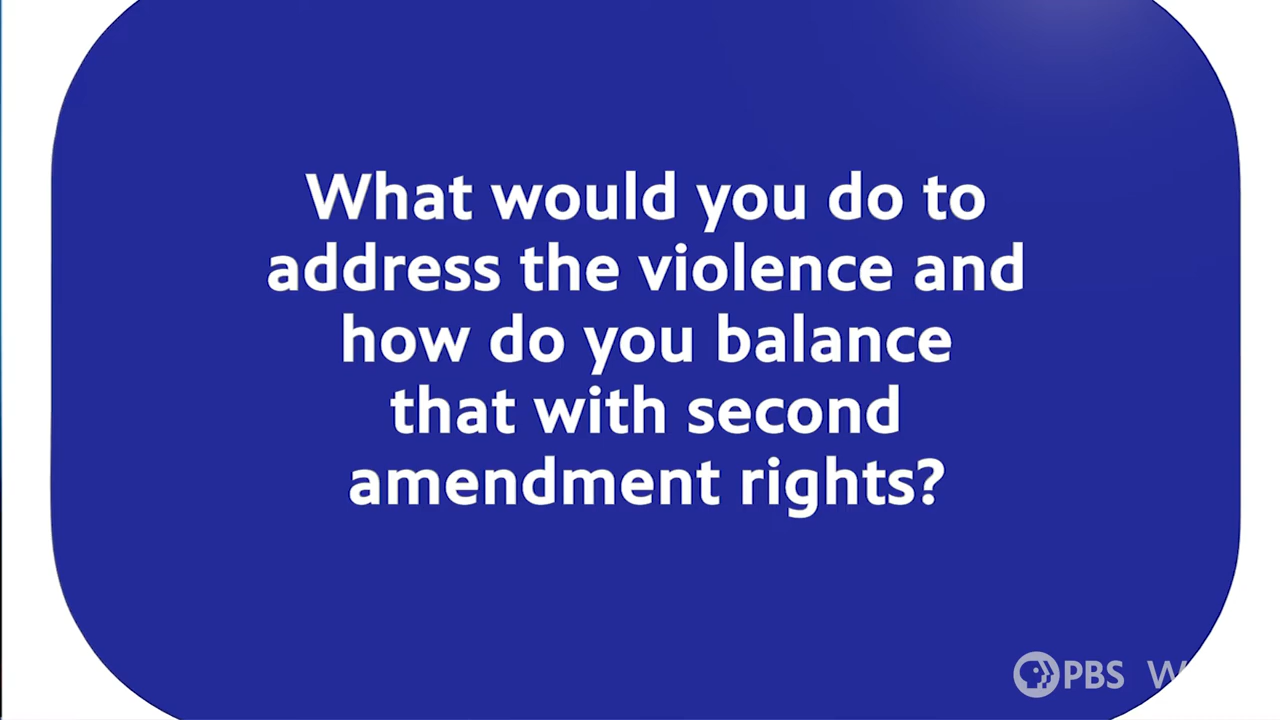 What would you do to
address the violence and
how do you balance
that with second
amendment rights?
PBS W